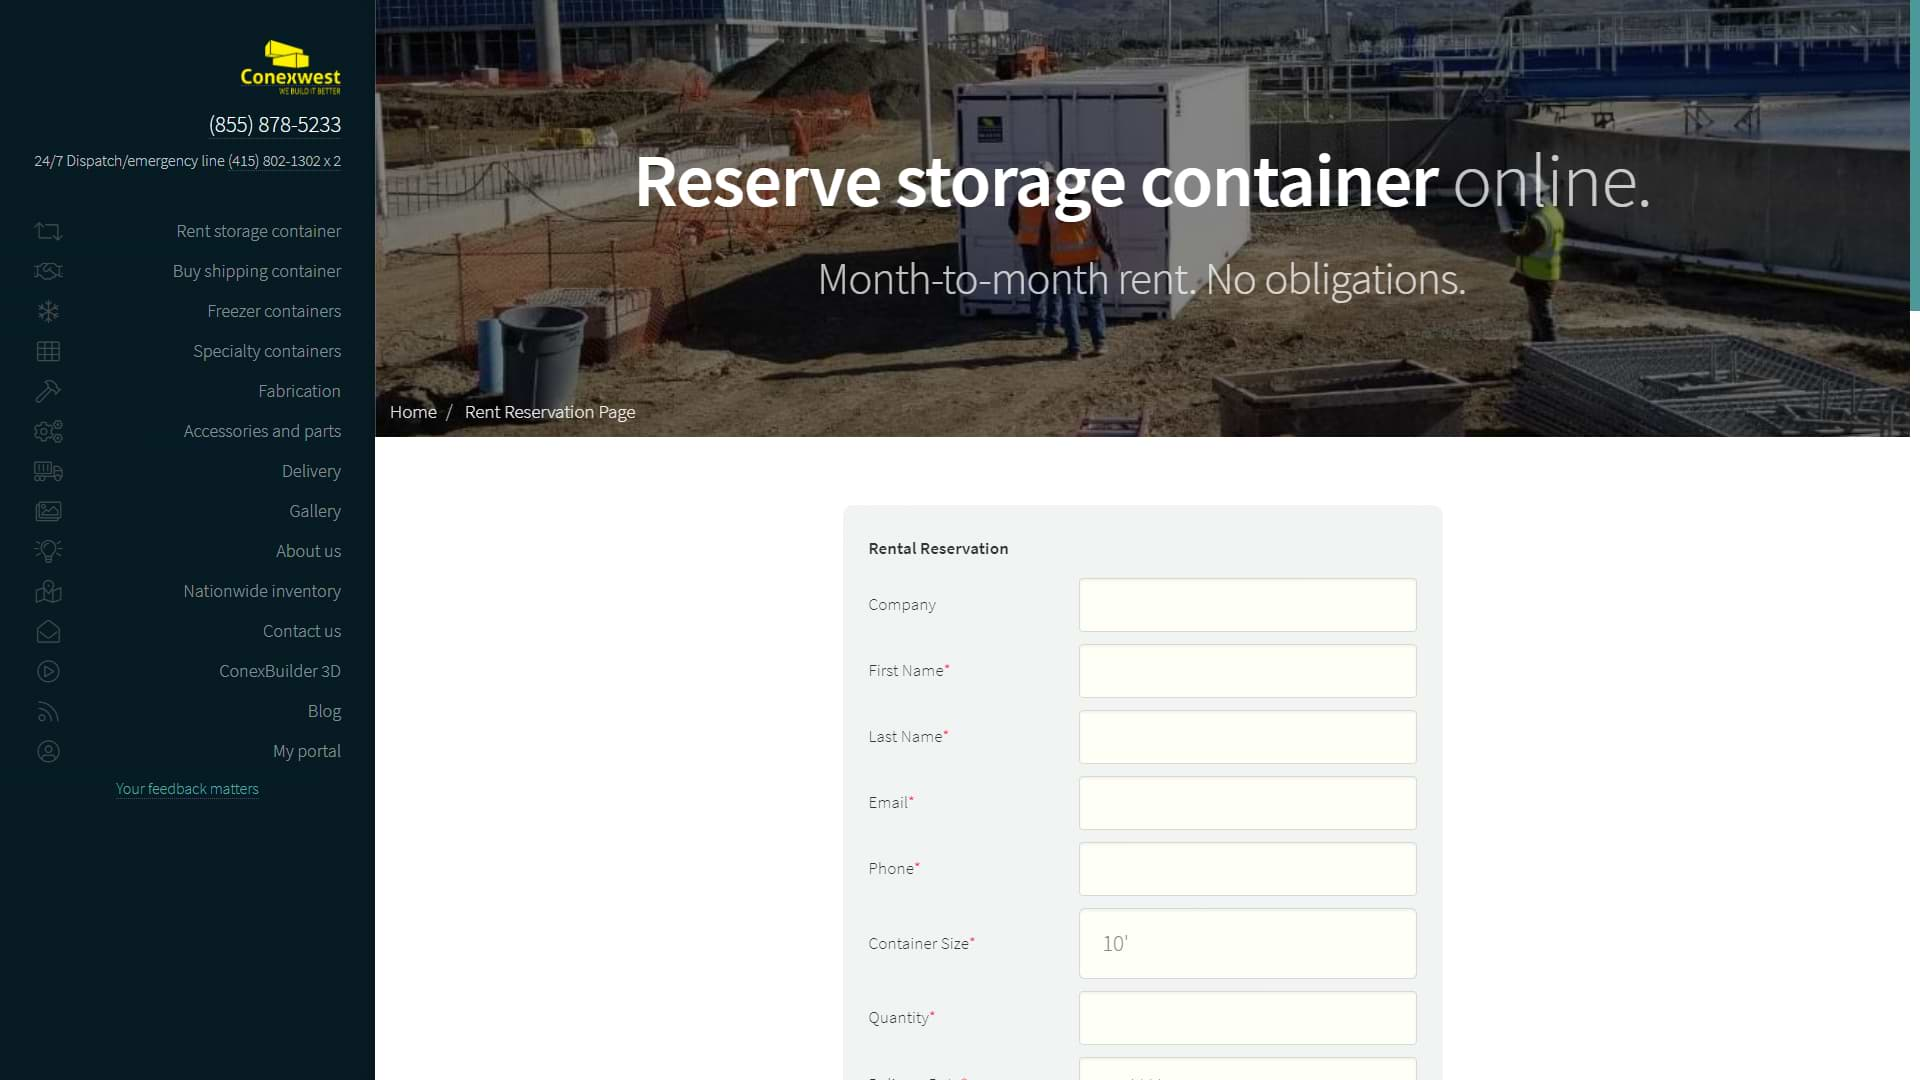 Conexwest
WE BUILD IT BETTER
(855) 878-5233
24/7 Dispatch/emergency line (415) 802-1302 x 2
Rent storage container
Buy shipping container
Freezer containers
Specialty containers
Fabrication
Accessories and parts
Delivery
Gallery
About us
Nationwide inventory
Contact us
ConexBuilder 3D
Blog
My portal
Your feedback matters
Reserve storage container online.
Month-to-month rent. No obligations.
Home / Rent Reservation Page
Rental Reservation
Company
First Name*
Last Name*
Email*
Phone*
Container Size*
10'
Quantity*